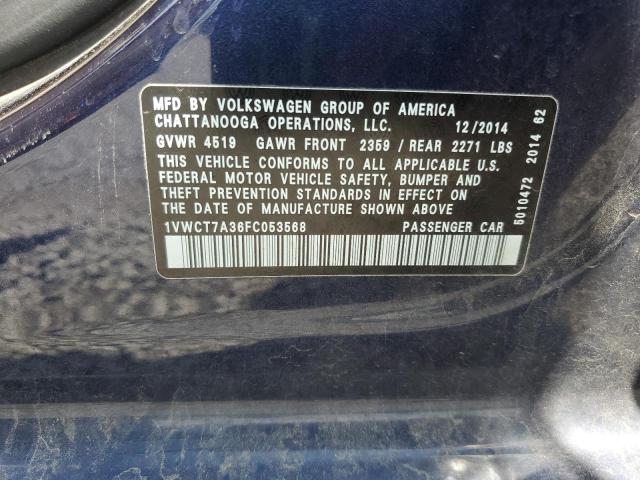 MFD BY VOLKSWAGEN GROUP OF AMERICA
CHATTANOOGA OPERATIONS, LLC. 12/2014
GVWR 4519 GAWR FRONT 2359 / REAR 2271 LBS
THIS VEHICLE CONFORMS TO ALL APPLICABLE U.S.
FEDERAL MOTOR VEHICLE SAFETY, BUMPER AND
THEFT PREVENTION STANDARDS IN EFFECT ON
THE DATE OF MANUFACTURE SHOWN ABOVE
1VWCT7A36FC053568 PASSENGER CAR
5010472 2014 62